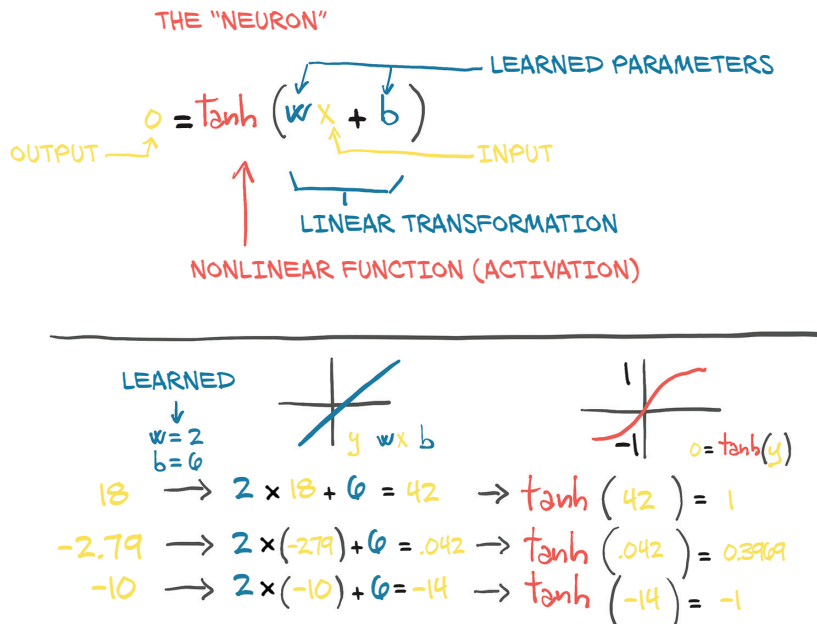 THE "NEURON"
LEARNED PARAMETERS
o = tanh (wx + b)
OUTPUT
INPUT
LINEAR TRANSFORMATION
NONLINEAR FUNCTION (ACTIVATION)
LEARNED
w = 2
b = 6
y wx b
1
-1
o = tanh(y)
18 → 2 × 18 + 6 = 42 → tanh (42) = 1
-2.79 → 2 × (-279) + 6 = .042 → tanh (.042) = 0.3969
-10 → 2 × (-10) + 6 = -14 → tanh (-14) = -1